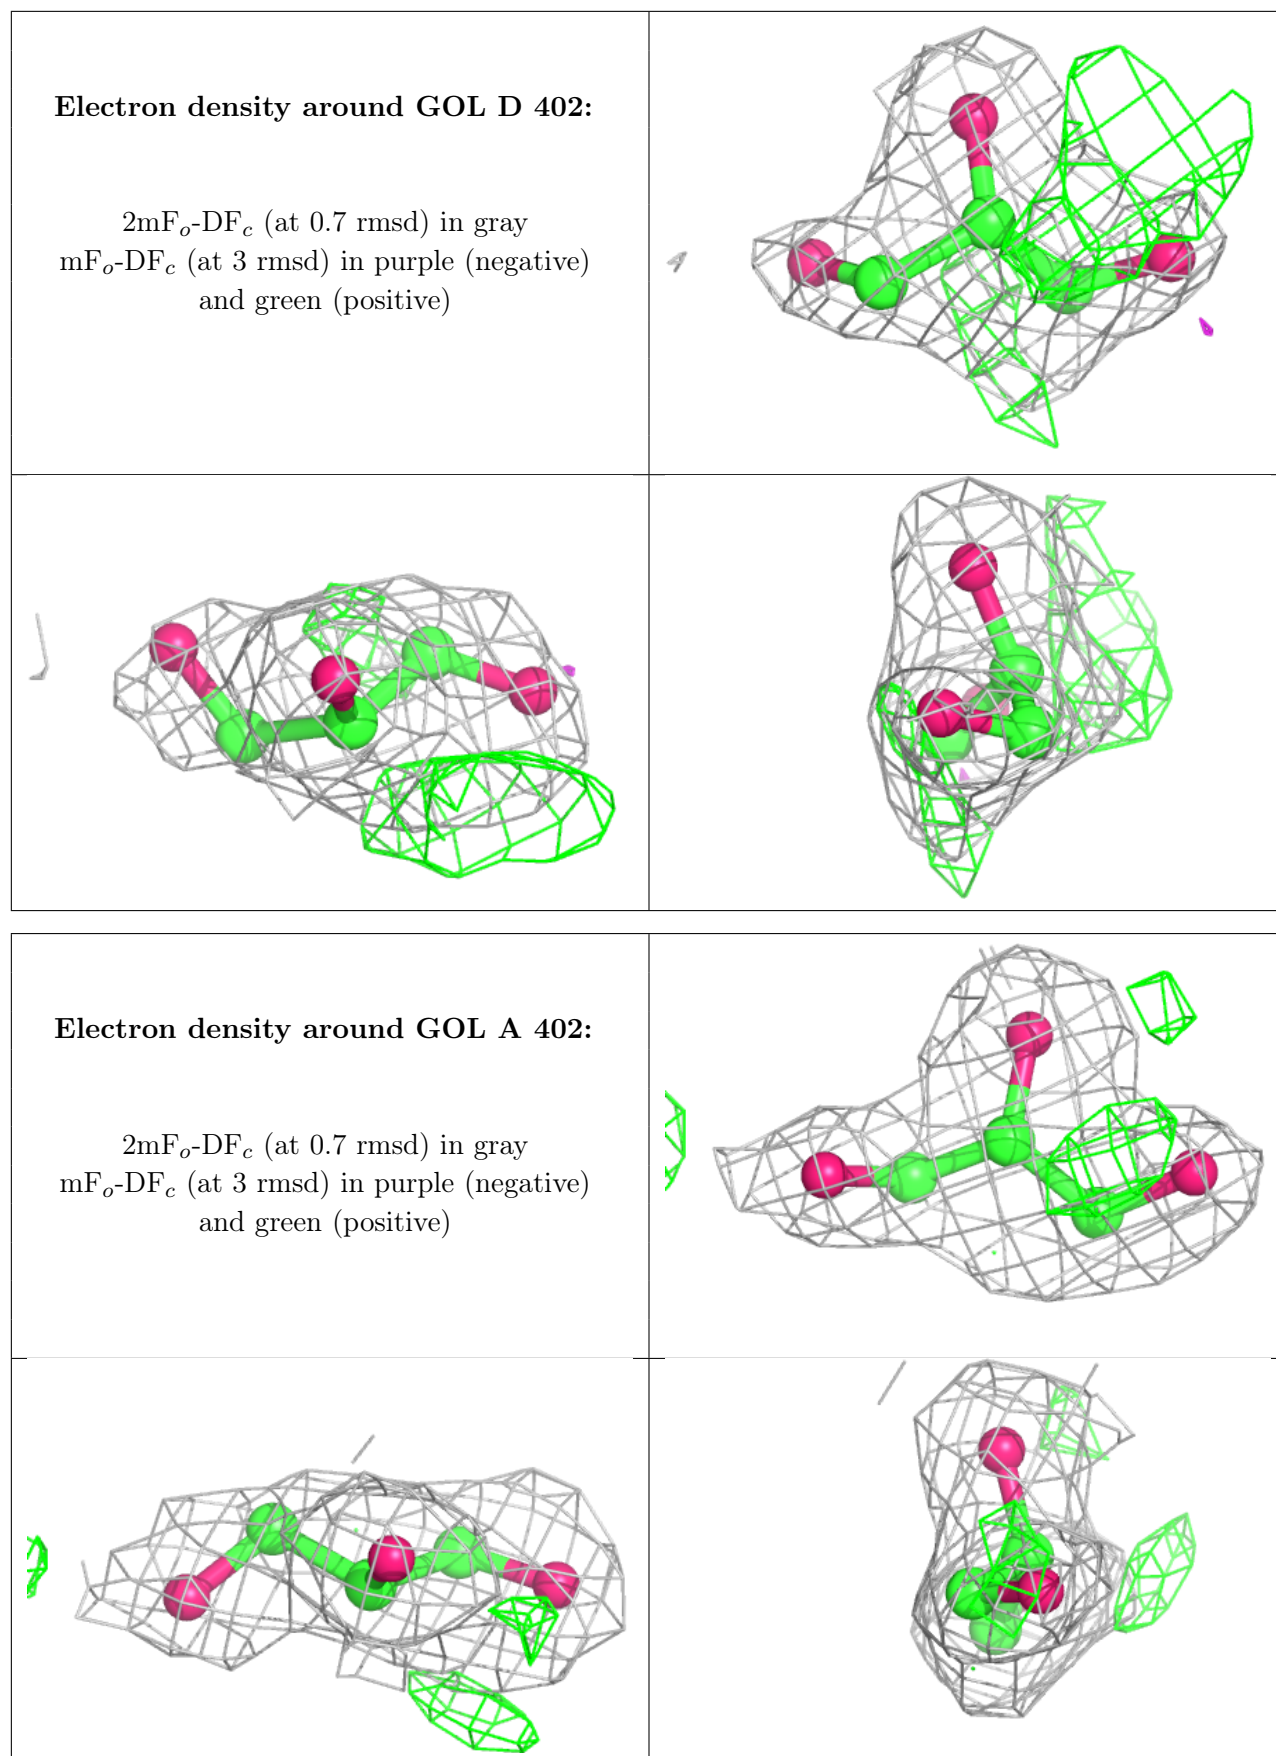 Electron density around GOL D 402:
2mFo-DFc (at 0.7 rmsd) in gray
mFo-DFc (at 3 rmsd) in purple (negative)
and green (positive)
Electron density around GOL A 402:
2mFo-DFc (at 0.7 rmsd) in gray
mFo-DFc (at 3 rmsd) in purple (negative)
and green (positive)